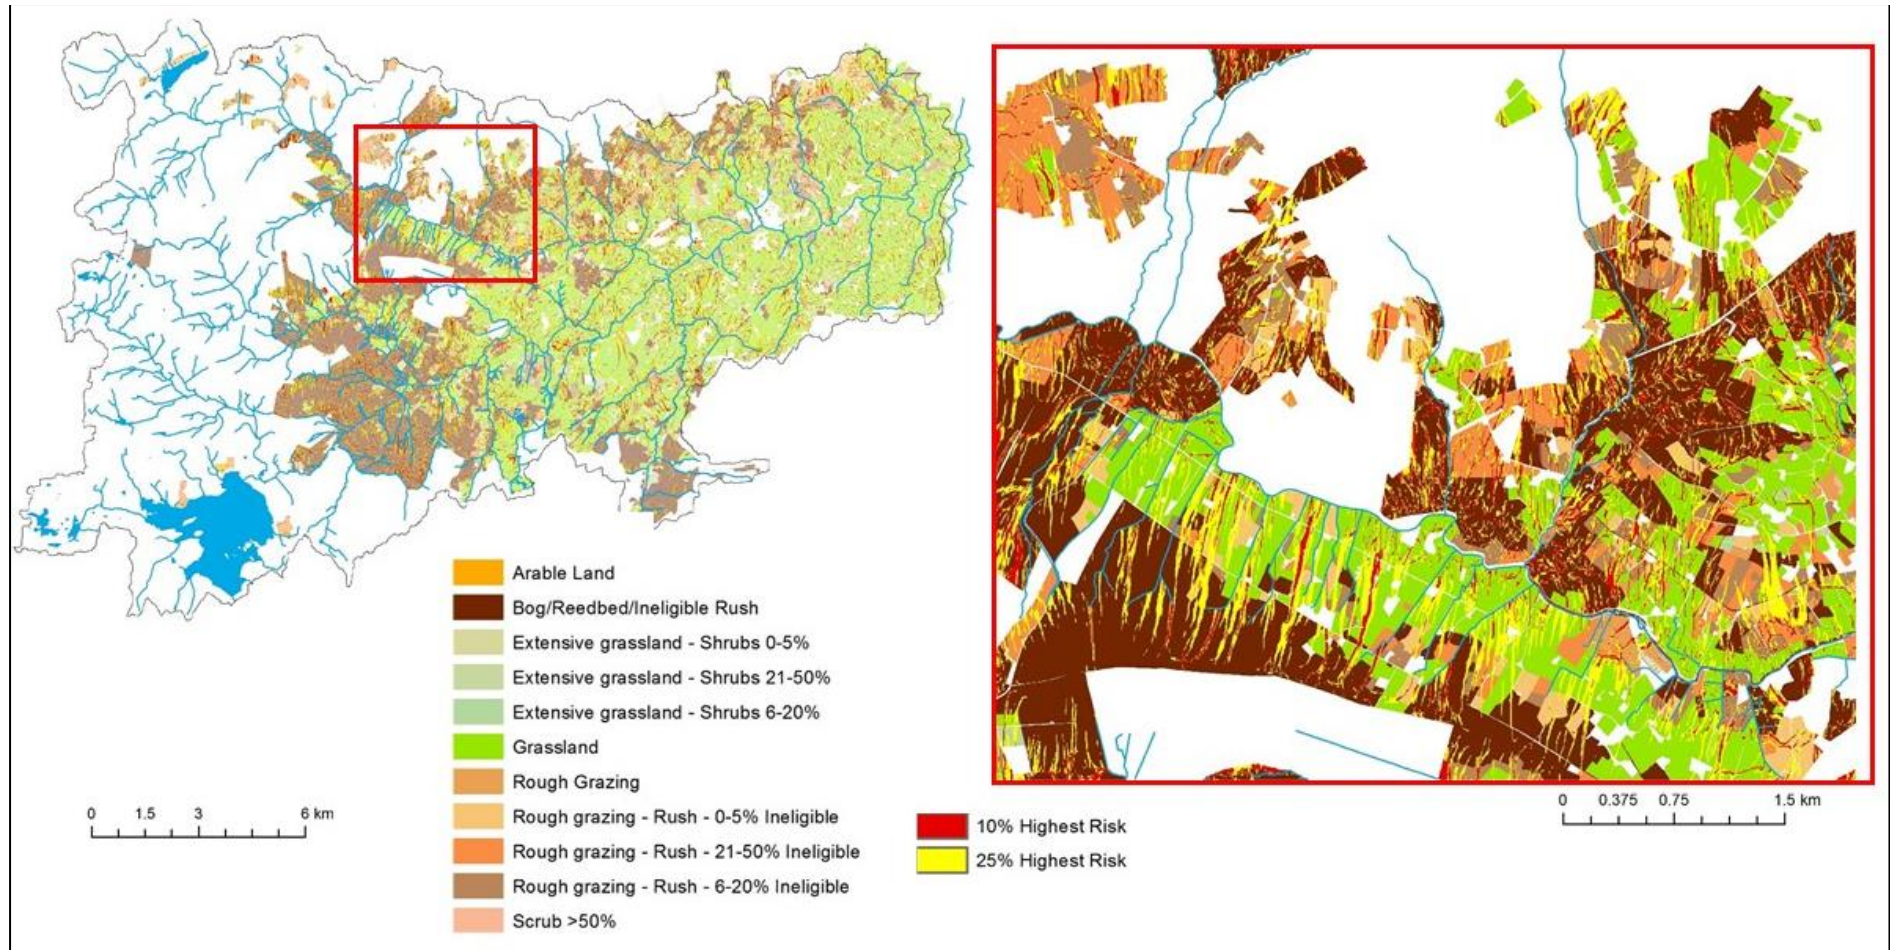 Arable Land
Bog/Reedbed/Ineligible Rush
Extensive grassland - Shrubs 0-5%
Extensive grassland - Shrubs 21-50%
Extensive grassland - Shrubs 6-20%
Grassland
Rough Grazing
Rough grazing - Rush - 0-5% Ineligible
Rough grazing - Rush - 21-50% Ineligible
Rough grazing - Rush - 6-20% Ineligible
Scrub >50%
0 1.5 3 6 km
10% Highest Risk
25% Highest Risk
0 0.375 0.75 1.5 km